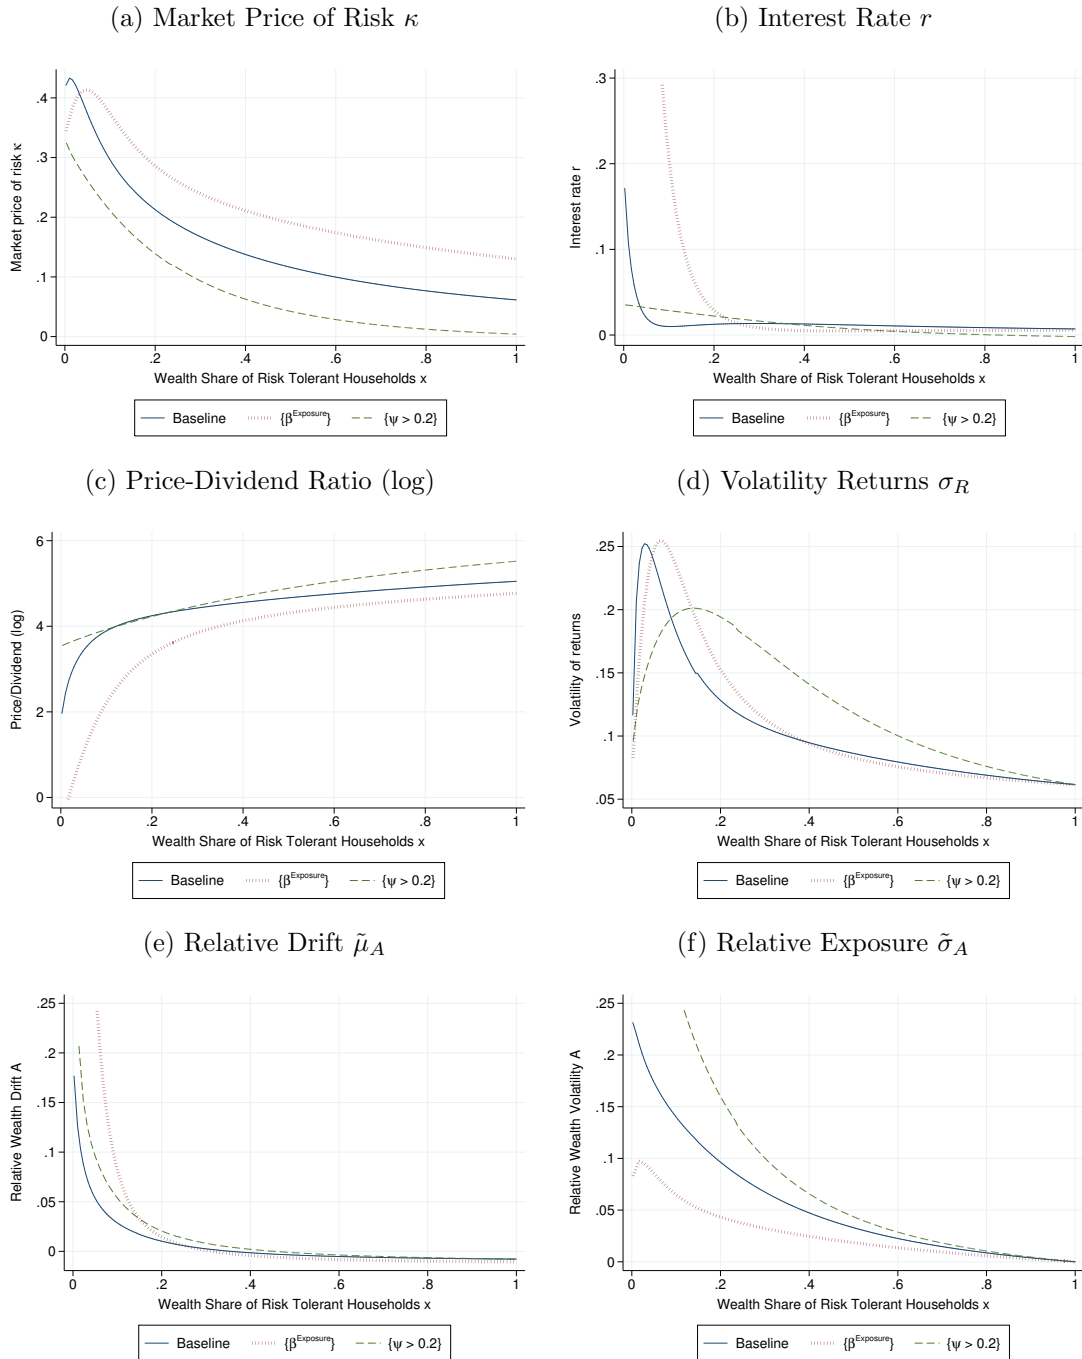 (a) Market Price of Risk κ
.4
.3
.2
.1
0
Market price of risk κ
0 .2 .4 .6 .8 1
Wealth Share of Risk Tolerant Households x
Baseline {β^Exposure} {ψ > 0.2}
(b) Interest Rate r
.3
.2
.1
0
Interest rate r
0 .2 .4 .6 .8 1
Wealth Share of Risk Tolerant Households x
Baseline {β^Exposure} {ψ > 0.2}
(c) Price-Dividend Ratio (log)
6
4
2
0
Price/Dividend (log)
0 .2 .4 .6 .8 1
Wealth Share of Risk Tolerant Households x
Baseline {β^Exposure} {ψ > 0.2}
(d) Volatility Returns σ_R
.25
.2
.15
.1
.05
Volatility of returns
0 .2 .4 .6 .8 1
Wealth Share of Risk Tolerant Households x
Baseline {β^Exposure} {ψ > 0.2}
(e) Relative Drift μ̃_A
.25
.2
.15
.1
.05
0
Relative Wealth Drift A
0 .2 .4 .6 .8 1
Wealth Share of Risk Tolerant Households x
Baseline {β^Exposure} {ψ > 0.2}
(f) Relative Exposure σ̃_A
.25
.2
.15
.1
.05
0
Relative Wealth Volatility A
0 .2 .4 .6 .8 1
Wealth Share of Risk Tolerant Households x
Baseline {β^Exposure} {ψ > 0.2}